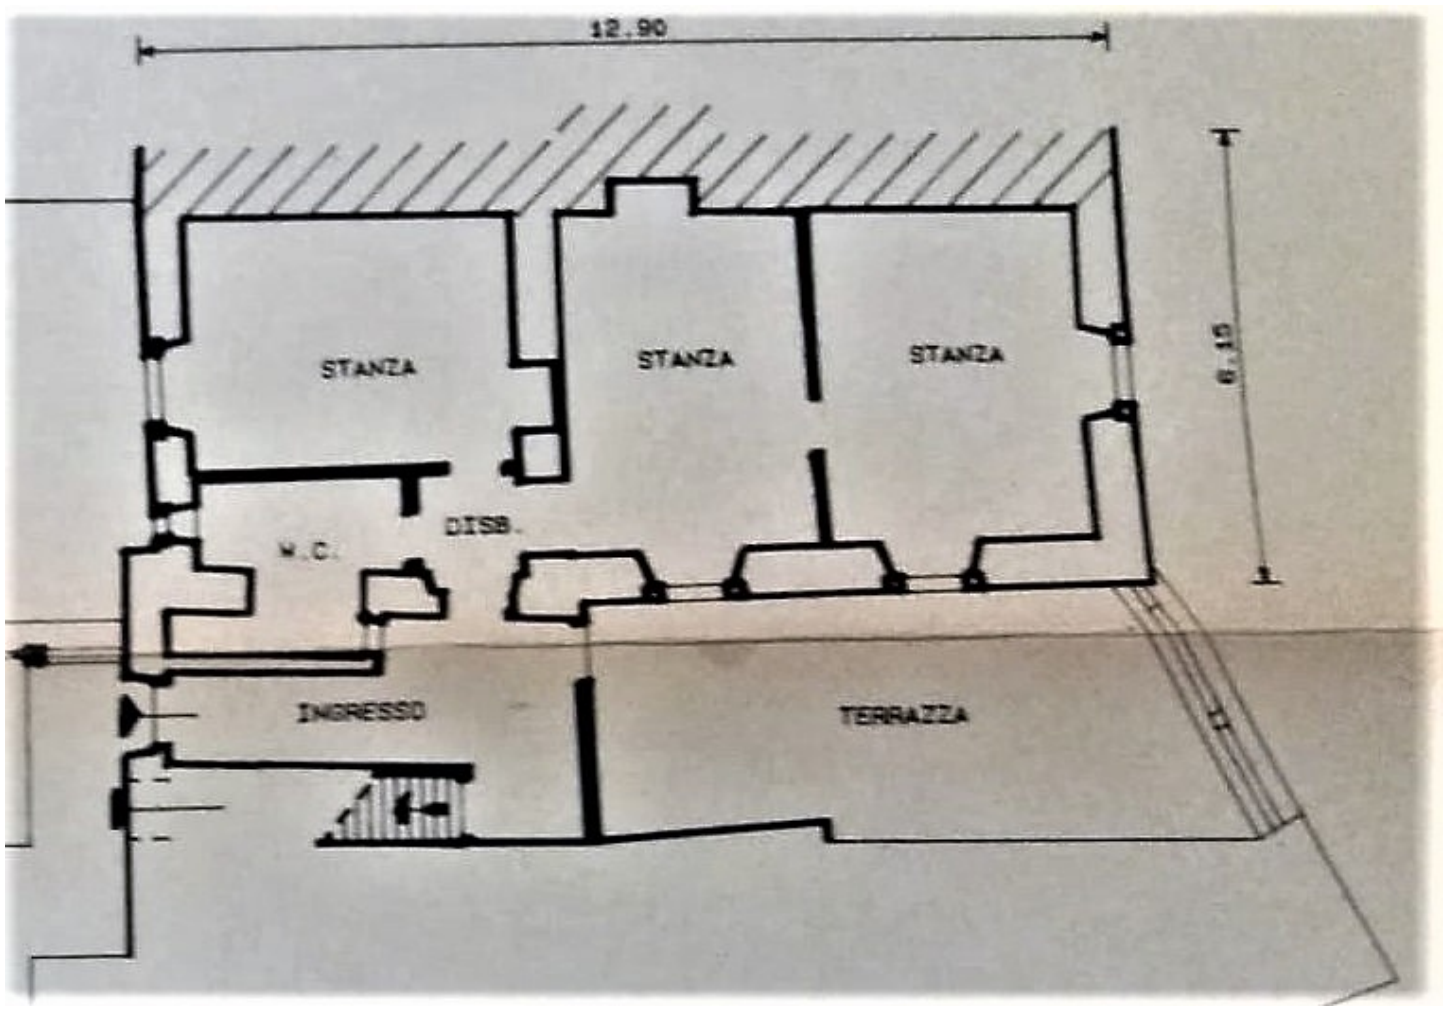 12.90
STANZA
STANZA
STANZA
6.15
W.C.
DISB.
INGRESSO
TERRAZZA